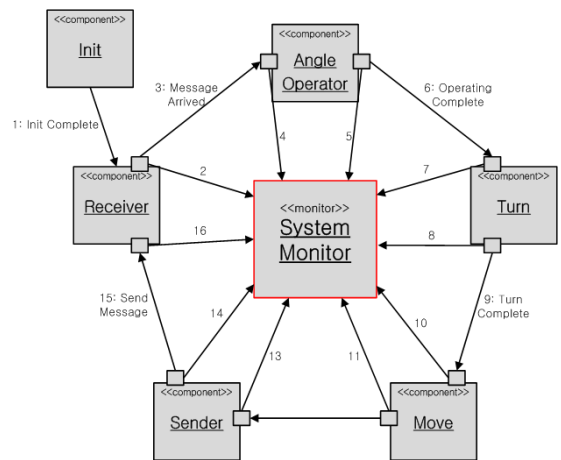 <<component>>
Init
<<component>>
Angle
Operator
3: Message
Arrived
6: Operating
Complete
1: Init Complete
4
5
2
7
<<component>>
Receiver
<<component>>
Turn
<<monitor>>
System
Monitor
16
8
15: Send
Message
14
13
11
10
9: Turn
Complete
<<component>>
Sender
<<component>>
Move